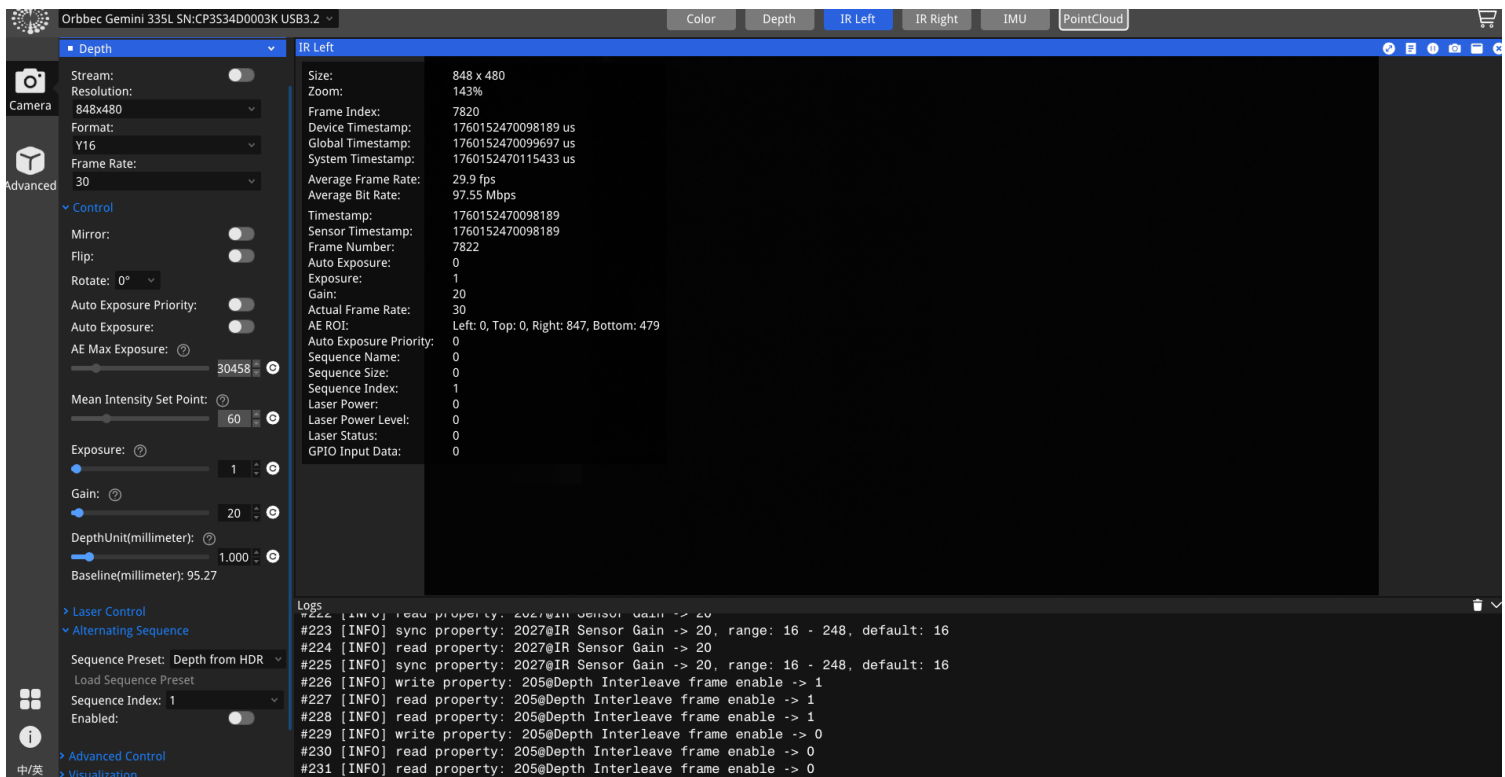 Orbbec Gemini 335L SN:CP3S34D0003K USB3.2
Color
Depth
IR Left
IR Right
IMU
PointCloud
Camera
Advanced
中/英
Depth
Stream:
Resolution:
848x480
Format:
Y16
Frame Rate:
30
Control
Mirror:
Flip:
Rotate: 0°
Auto Exposure Priority:
Auto Exposure:
AE Max Exposure:
30458
Mean Intensity Set Point:
60
Exposure:
1
Gain:
20
DepthUnit(millimeter):
1.000
Baseline(millimeter): 95.27
Laser Control
Alternating Sequence
Sequence Preset: Depth from HDR
Load Sequence Preset
Sequence Index: 1
Enabled:
Advanced Control
Visualization
IR Left
Size: 848 x 480
Zoom: 143%
Frame Index: 7820
Device Timestamp: 1760152470098189 us
Global Timestamp: 1760152470099697 us
System Timestamp: 1760152470115433 us
Average Frame Rate: 29.9 fps
Average Bit Rate: 97.55 Mbps
Timestamp: 1760152470098189
Sensor Timestamp: 1760152470098189
Frame Number: 7822
Auto Exposure: 0
Exposure: 1
Gain: 20
Actual Frame Rate: 30
AE ROI: Left: 0, Top: 0, Right: 847, Bottom: 479
Auto Exposure Priority: 0
Sequence Name: 0
Sequence Size: 0
Sequence Index: 1
Laser Power: 0
Laser Power Level: 0
Laser Status: 0
GPIO Input Data: 0
Logs
#222 [INFO] read property: 2027@IR Sensor Gain -> 20
#223 [INFO] sync property: 2027@IR Sensor Gain -> 20, range: 16 - 248, default: 16
#224 [INFO] read property: 2027@IR Sensor Gain -> 20
#225 [INFO] sync property: 2027@IR Sensor Gain -> 20, range: 16 - 248, default: 16
#226 [INFO] write property: 205@Depth Interleave frame enable -> 1
#227 [INFO] read property: 205@Depth Interleave frame enable -> 1
#228 [INFO] read property: 205@Depth Interleave frame enable -> 1
#229 [INFO] write property: 205@Depth Interleave frame enable -> 0
#230 [INFO] read property: 205@Depth Interleave frame enable -> 0
#231 [INFO] read property: 205@Depth Interleave frame enable -> 0